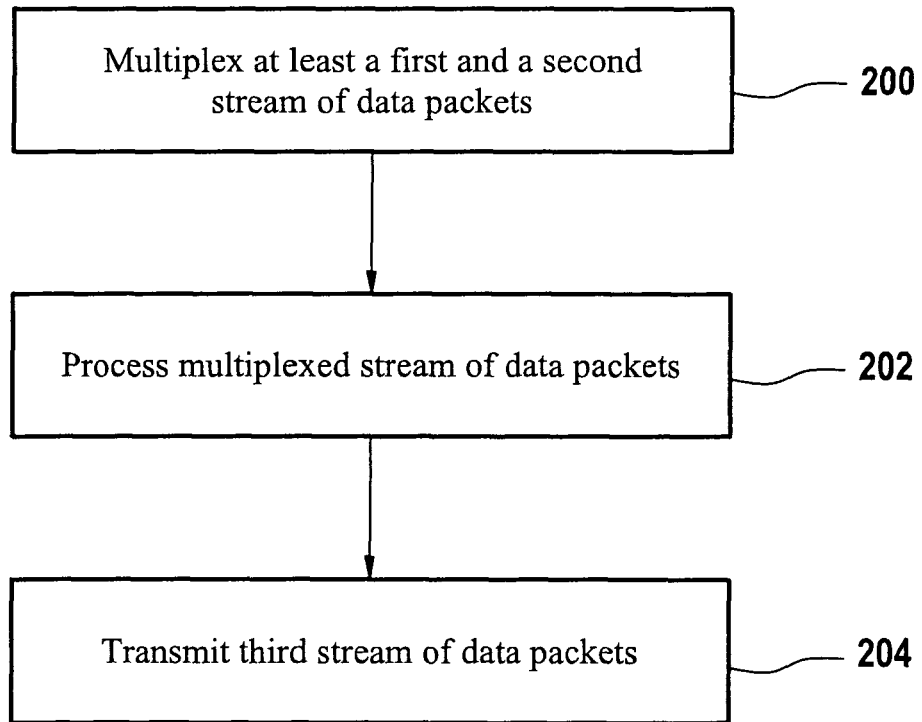 Multiplex at least a first and a second
stream of data packets
200
Process multiplexed stream of data packets
202
Transmit third stream of data packets
204